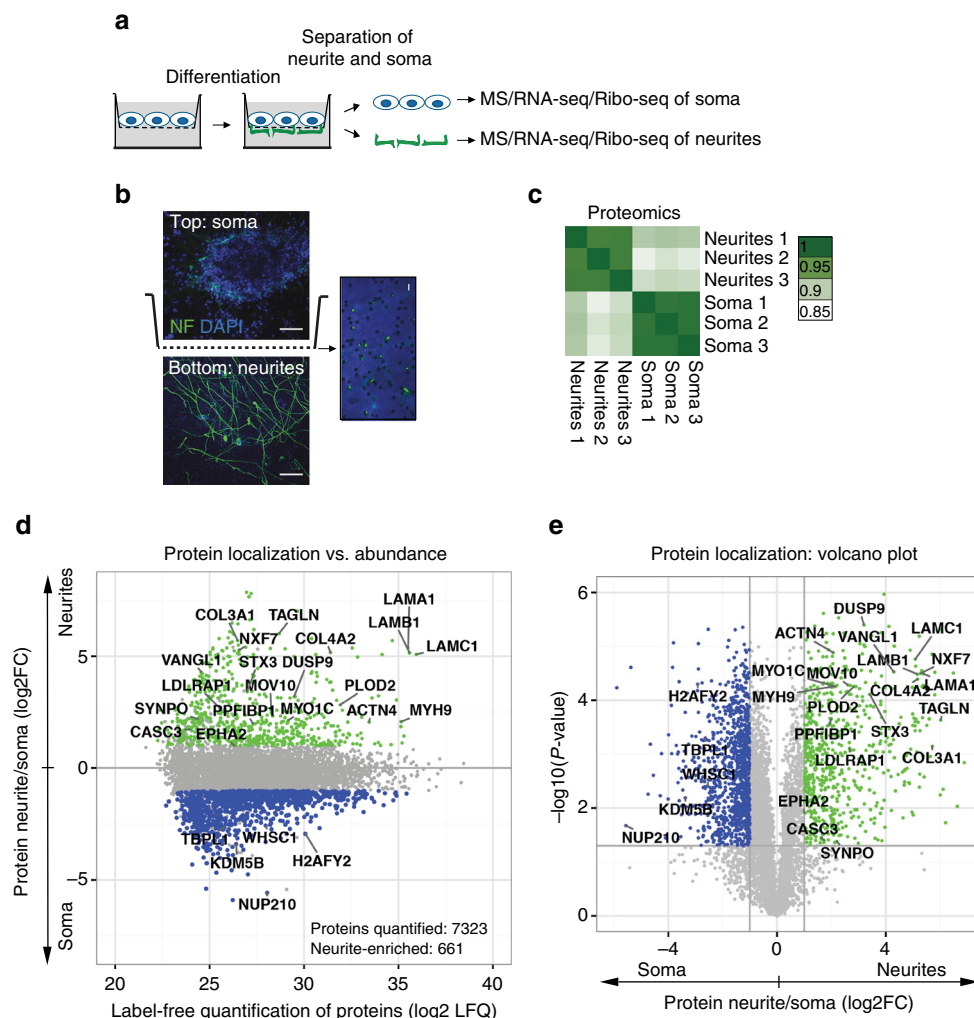 a
Separation of
neurite and soma
Differentiation
MS/RNA-seq/Ribo-seq of soma
MS/RNA-seq/Ribo-seq of neurites
b
Top: soma
NF DAPI
Bottom: neurites
c
Proteomics
Neurites 1
Neurites 2
Neurites 3
Soma 1
Soma 2
Soma 3
1
0.95
0.9
0.85
Neurites 1
Neurites 2
Neurites 3
Soma 1
Soma 2
Soma 3
d
Protein localization vs. abundance
Neurites
Soma
Protein neurite/soma (log2FC)
5
0
−5
COL3A1
TAGLN
LAMA1
LAMB1
LAMC1
NXF7
COL4A2
VANGL1
STX3
DUSP9
LDLRAP1
MOV10
PLOD2
SYNPO
PPFIBP1
MYO1C
MYH9
CASC3
EPHA2
ACTN4
TBPL1
WHSC1
KDM5B
H2AFY2
NUP210
Proteins quantified: 7323
Neurite-enriched: 661
20
25
30
35
40
Label-free quantification of proteins (log2 LFQ)
e
Protein localization: volcano plot
−log10(P-value)
6
4
2
0
DUSP9
ACTN4
VANGL1
LAMC1
MYO1C
MOV10
LAMB1
NXF7
H2AFY2
MYH9
COL4A2
LAMA1
PLOD2
TAGLN
PPFIBP1
STX3
TBPL1
COL3A1
WHSC1
LDLRAP1
KDM5B
EPHA2
NUP210
CASC3
SYNPO
−4
0
4
Soma
Neurites
Protein neurite/soma (log2FC)